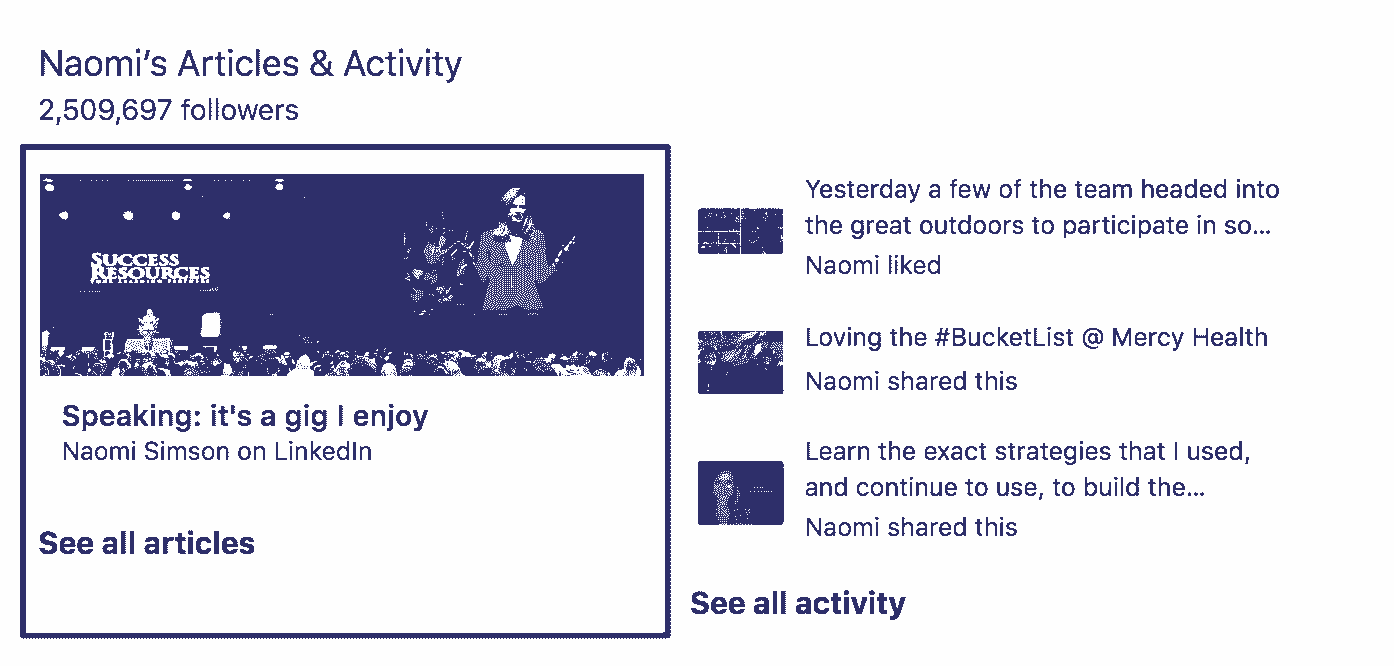 Naomi’s Articles & Activity
2,509,697 followers
SUCCESS
RESOURCES
Speaking: it's a gig I enjoy
Naomi Simson on LinkedIn
See all articles
Yesterday a few of the team headed into
the great outdoors to participate in so...
Naomi liked
Loving the #BucketList @ Mercy Health
Naomi shared this
Learn the exact strategies that I used,
and continue to use, to build the...
Naomi shared this
See all activity